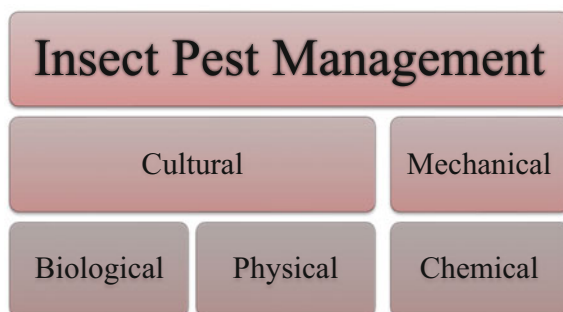 Insect Pest Management
Cultural Mechanical
Biological Physical Chemical